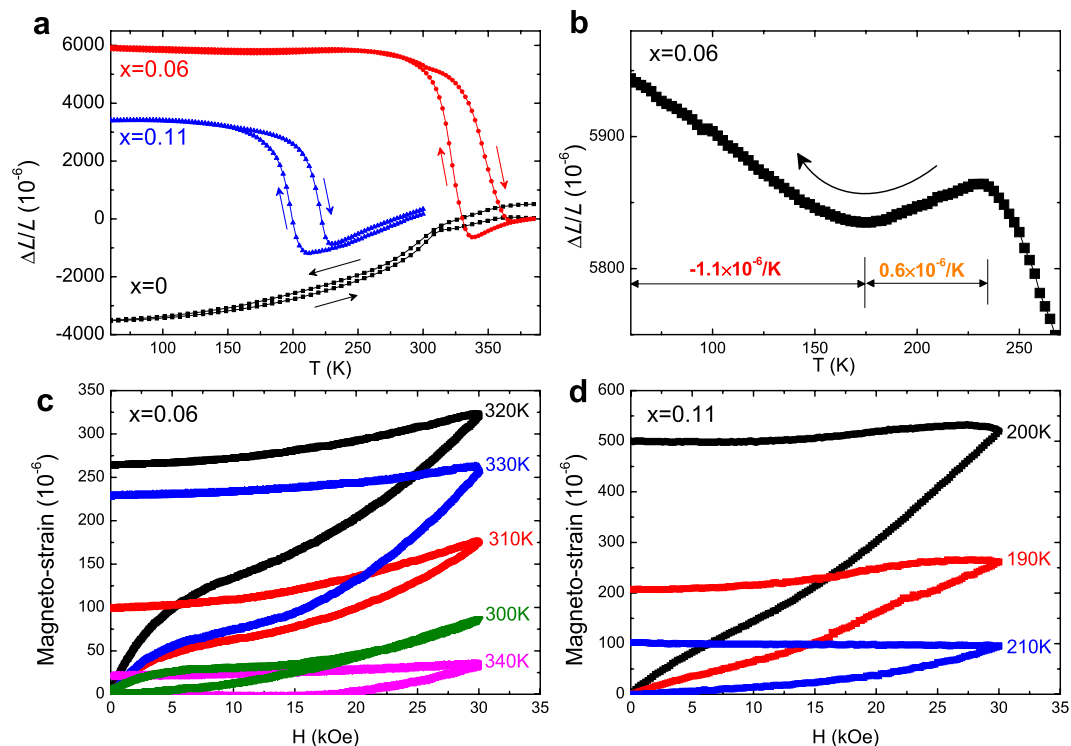 a
6000
4000
2000
0
-2000
-4000
ΔL/L (10⁻⁶)
x=0.06
x=0.11
x=0
100 150 200 250 300 350
T (K)
b
x=0.06
5900
5800
ΔL/L (10⁻⁶)
-1.1×10⁻⁶/K
0.6×10⁻⁶/K
100 150 200 250
T (K)
c
x=0.06
350
300
250
200
150
100
50
0
Magneto-strain (10⁻⁶)
320K
330K
310K
300K
340K
0 5 10 15 20 25 30 35
H (kOe)
d
x=0.11
600
500
400
300
200
100
0
Magneto-strain (10⁻⁶)
200K
190K
210K
0 5 10 15 20 25 30 35
H (kOe)